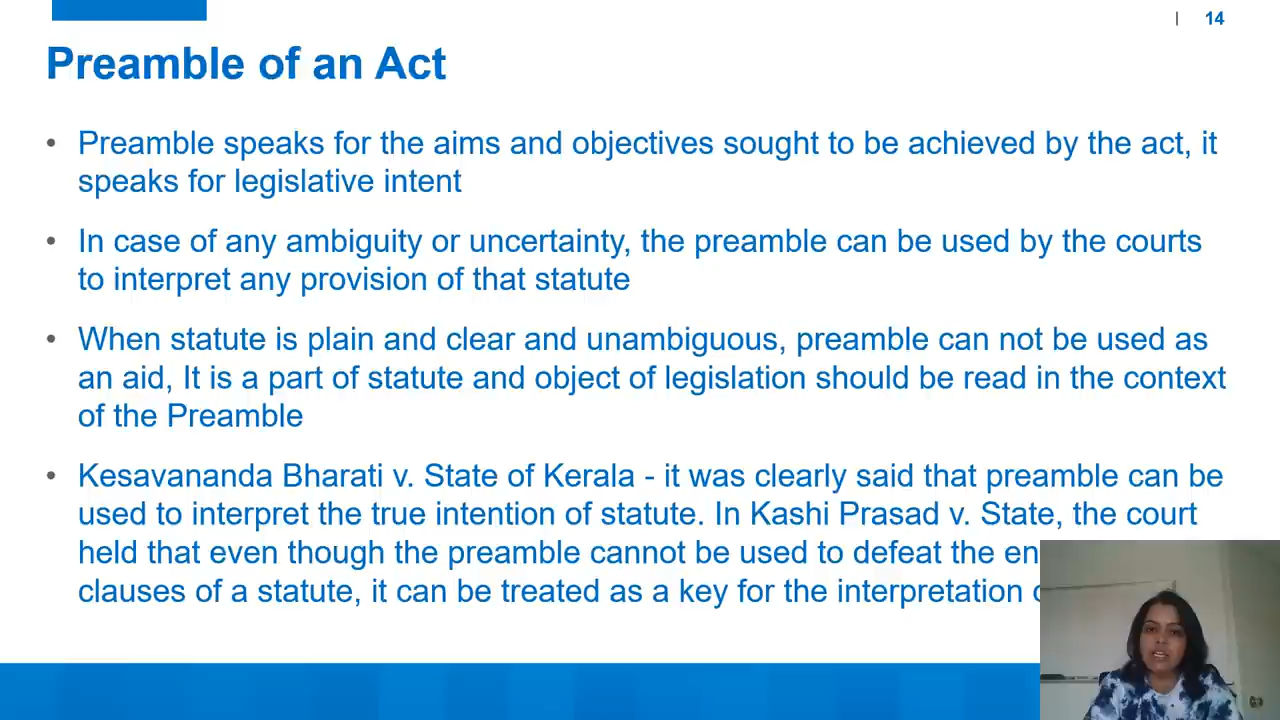 | 14
Preamble of an Act
• Preamble speaks for the aims and objectives sought to be achieved by the act, it
speaks for legislative intent
• In case of any ambiguity or uncertainty, the preamble can be used by the courts
to interpret any provision of that statute
• When statute is plain and clear and unambiguous, preamble can not be used as
an aid, It is a part of statute and object of legislation should be read in the context
of the Preamble
• Kesavananda Bharati v. State of Kerala - it was clearly said that preamble can be
used to interpret the true intention of statute. In Kashi Prasad v. State, the court
held that even though the preamble cannot be used to defeat the
clauses of a statute, it can be treated as a key for the interpretation